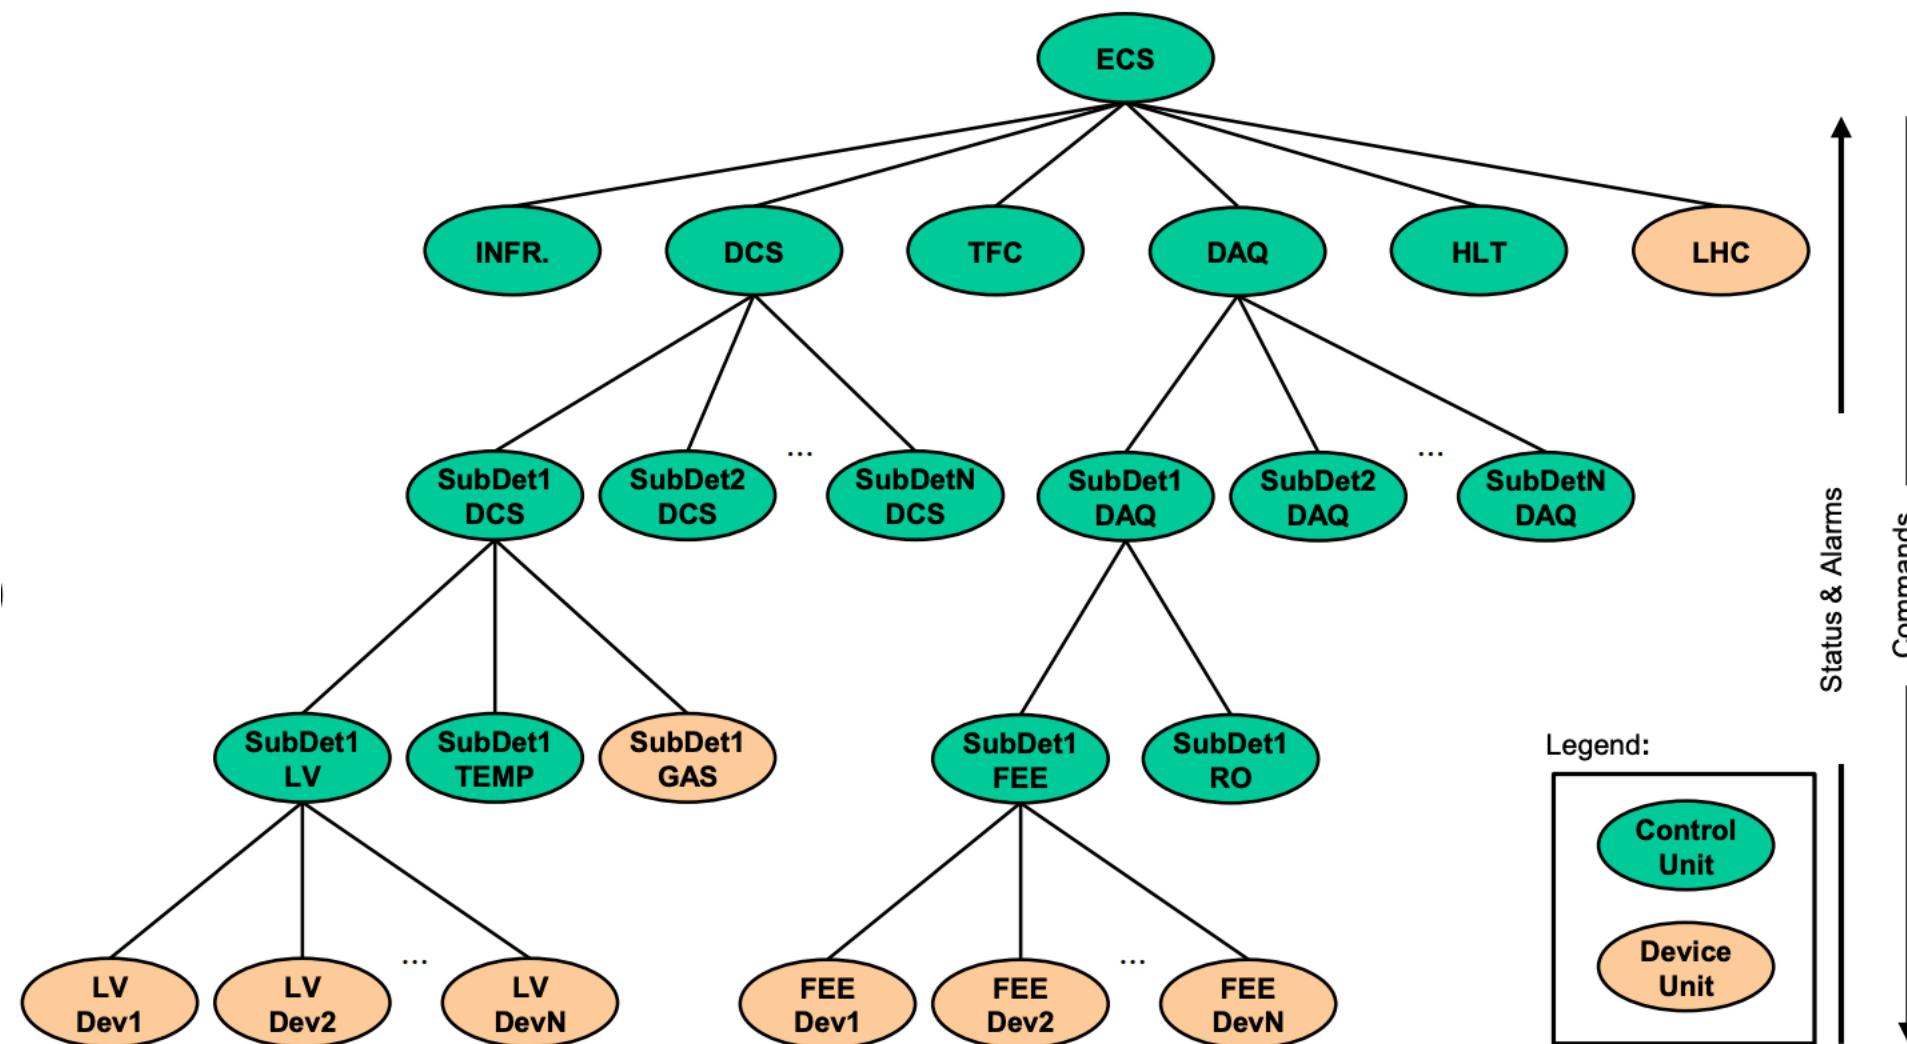 ECS
INFR.
DCS
TFC
DAQ
HLT
LHC
...
...
SubDet1
DCS
SubDet2
DCS
SubDetN
DCS
SubDet1
DAQ
SubDet2
DAQ
SubDetN
DAQ
Status & Alarms
Commands
SubDet1
LV
SubDet1
TEMP
SubDet1
GAS
SubDet1
FEE
SubDet1
RO
Legend:
Control
Unit
Device
Unit
...
...
LV
Dev1
LV
Dev2
LV
DevN
FEE
Dev1
FEE
Dev2
FEE
DevN